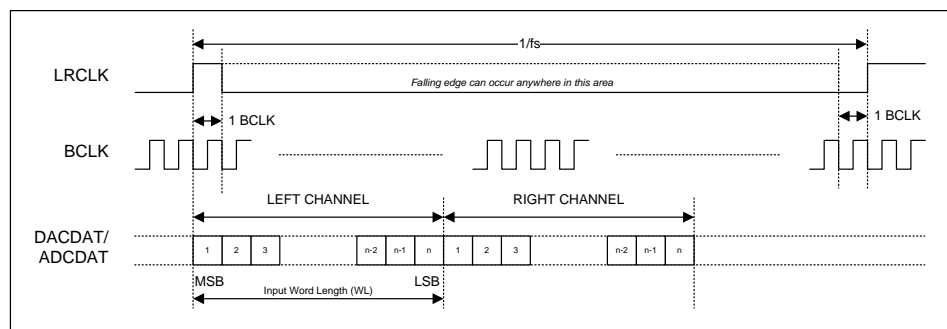 1/fs
LRCLK
Falling edge can occur anywhere in this area
1 BCLK
1 BCLK
BCLK
LEFT CHANNEL
RIGHT CHANNEL
DACDAT/
ADCDAT
1 2 3 n-2 n-1 n 1 2 3 n-2 n-1 n
MSB
LSB
Input Word Length (WL)